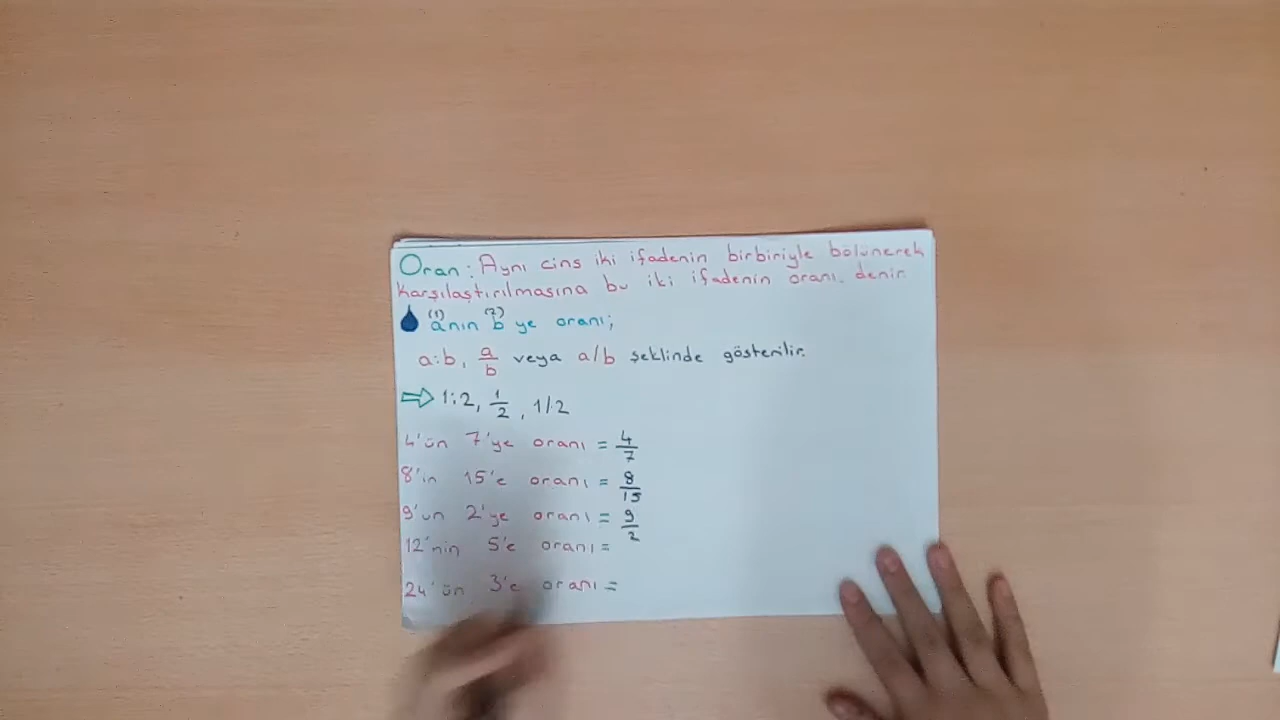 Oran: Aynı cins iki ifadenin birbiriyle bölünerek
karşılaştırılmasına bu iki ifadenin oranı denir.
(1) (2)
anın b ye oranı;
a:b, a/b veya a/b şeklinde gösterilir.
1:2, 1/2, 1/2
4'ün 7'ye oranı = 4/7
8'in 15'e oranı = 8/15
9'un 2'ye oranı = 9/2
12'nin 5'e oranı =
24'ün 3'e oranı =